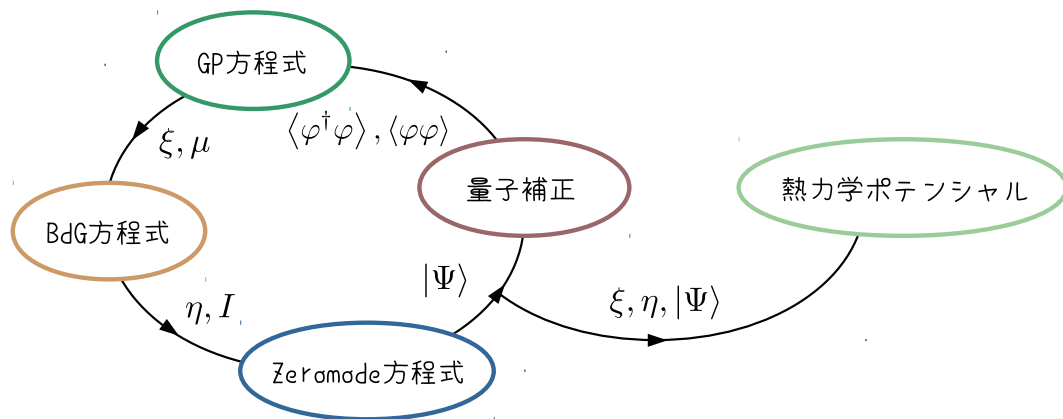 GP方程式
ξ, μ
⟨φ†φ⟩, ⟨φφ⟩
量子補正
熱力学ポテンシャル
BdG方程式
|Ψ⟩
η, I
ξ, η, |Ψ⟩
Zeromode方程式